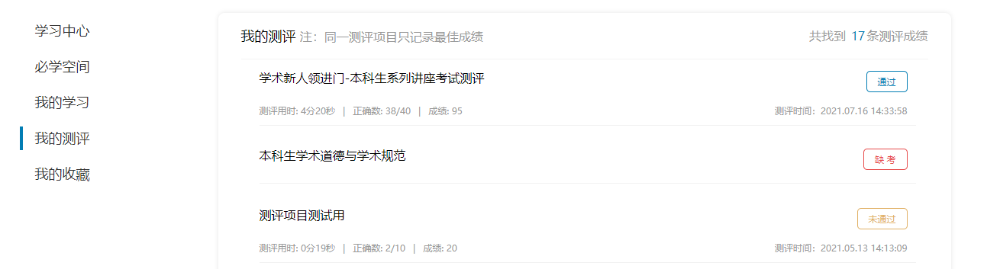 学习中心
必学空间
我的学习
我的测评
我的收藏
我的测评 注：同一测评项目只记录最佳成绩 共找到 17条测评成绩
学术新人领进门-本科生系列讲座考试测评 通过
测评用时: 4分20秒 | 正确数: 38/40 | 成绩: 95 测评时间：2021.07.16 14:33:58
本科生学术道德与学术规范 缺 考
测评项目测试用 未通过
测评用时: 0分19秒 | 正确数: 2/10 | 成绩: 20 测评时间：2021.05.13 14:13:09